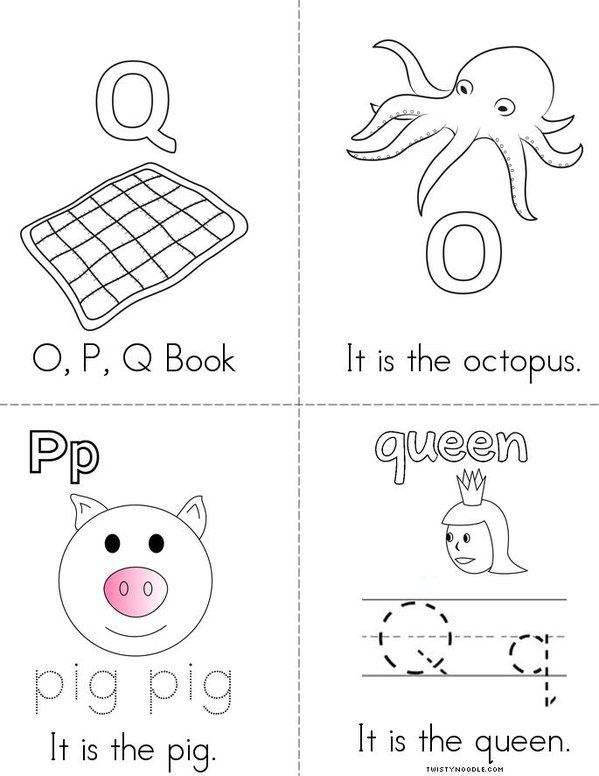 Q
O, P, Q Book
O
It is the octopus.
Pp
pig pig
It is the pig.
queen
Q q
It is the queen.
TWISTYNOODLE.COM